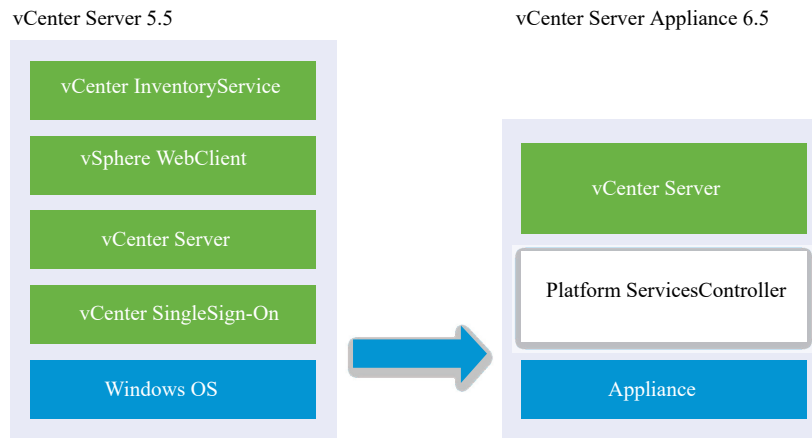 vCenter Server 5.5
vCenter InventoryService
vSphere WebClient
vCenter Server
vCenter SingleSign-On
Windows OS
vCenter Server Appliance 6.5
vCenter Server
Platform ServicesController
Appliance